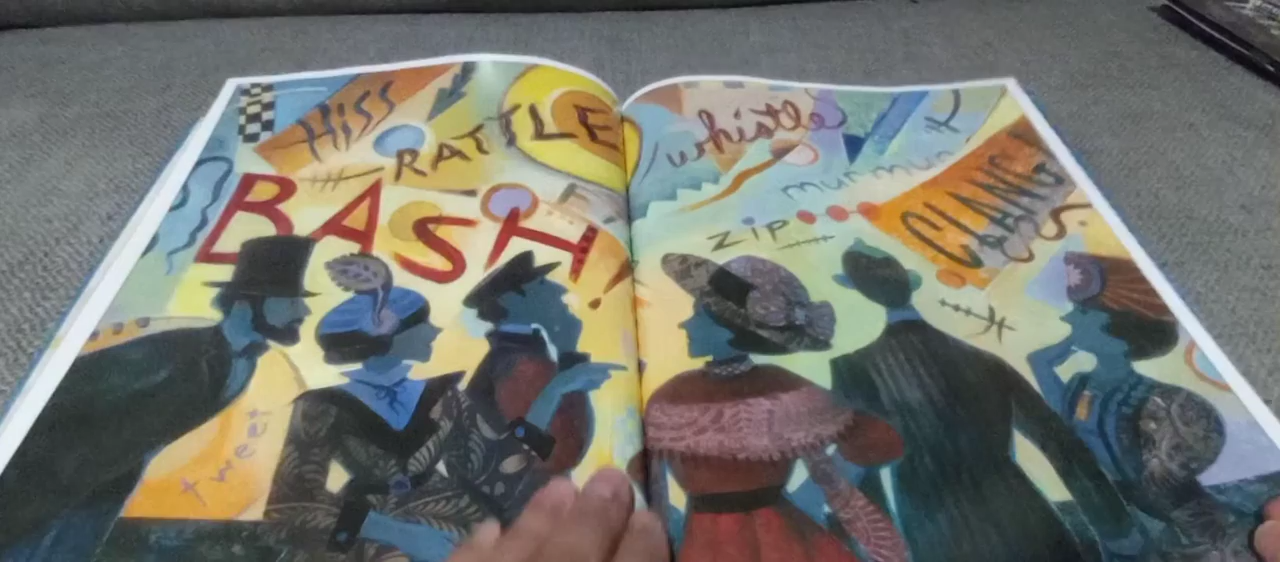 HiSS
RATTLE
BASH!
tweet
whistle
murmur
zip
CLANG!